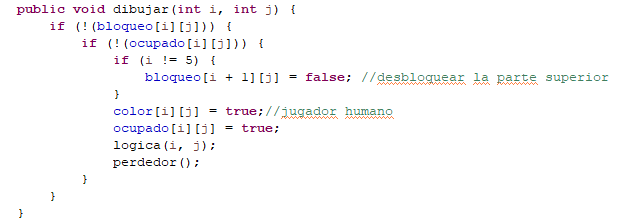 public void dibujar(int i, int j) {
if (!(bloqueo[i][j])) {
if (!(ocupado[i][j])) {
if (i != 5) {
bloqueo[i + 1][j] = false; //desbloquear la parte superior
}
color[i][j] = true;//jugador humano
ocupado[i][j] = true;
logica(i, j);
perdedor();
}
}
}